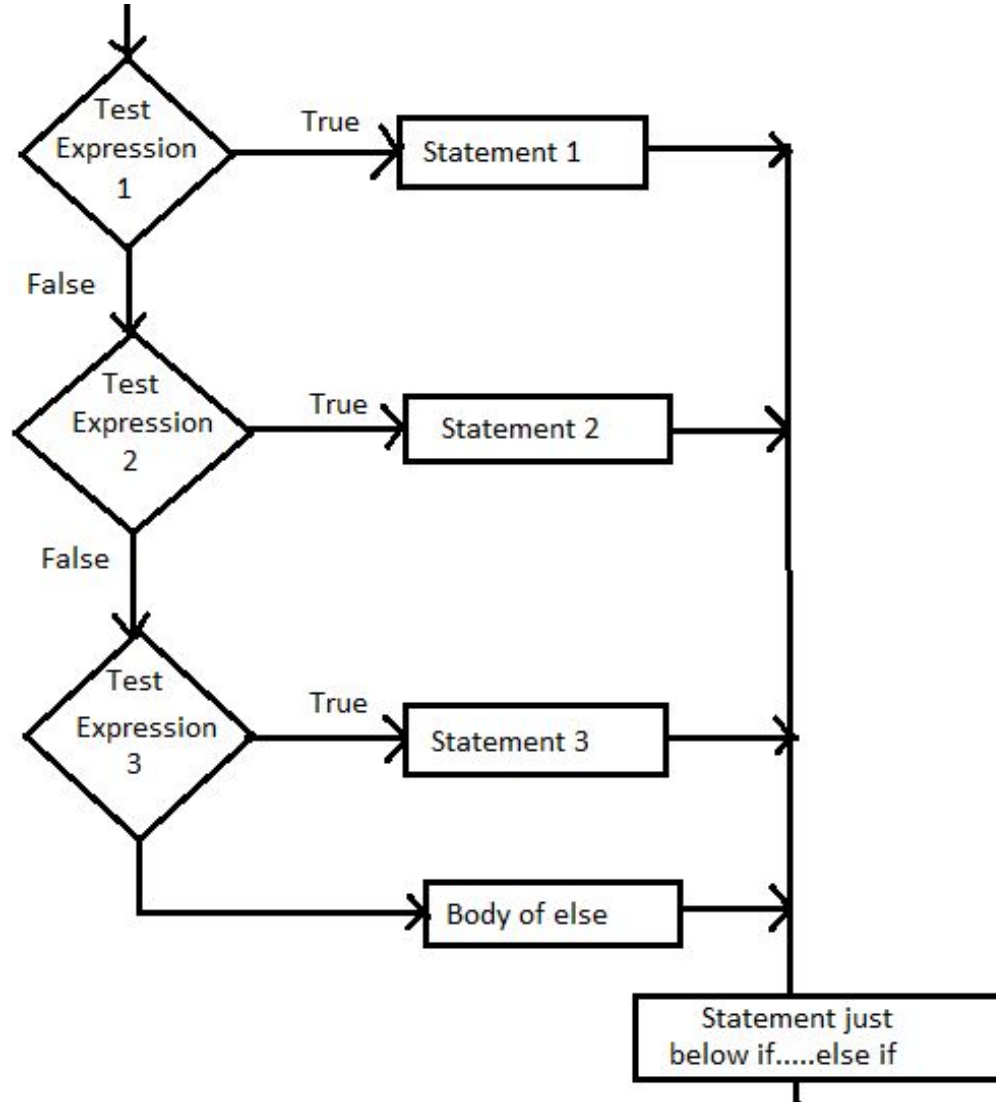 Test
Expression
1
True
Statement 1
False
Test
Expression
2
True
Statement 2
False
Test
Expression
3
True
Statement 3
Body of else
Statement just
below if.....else if